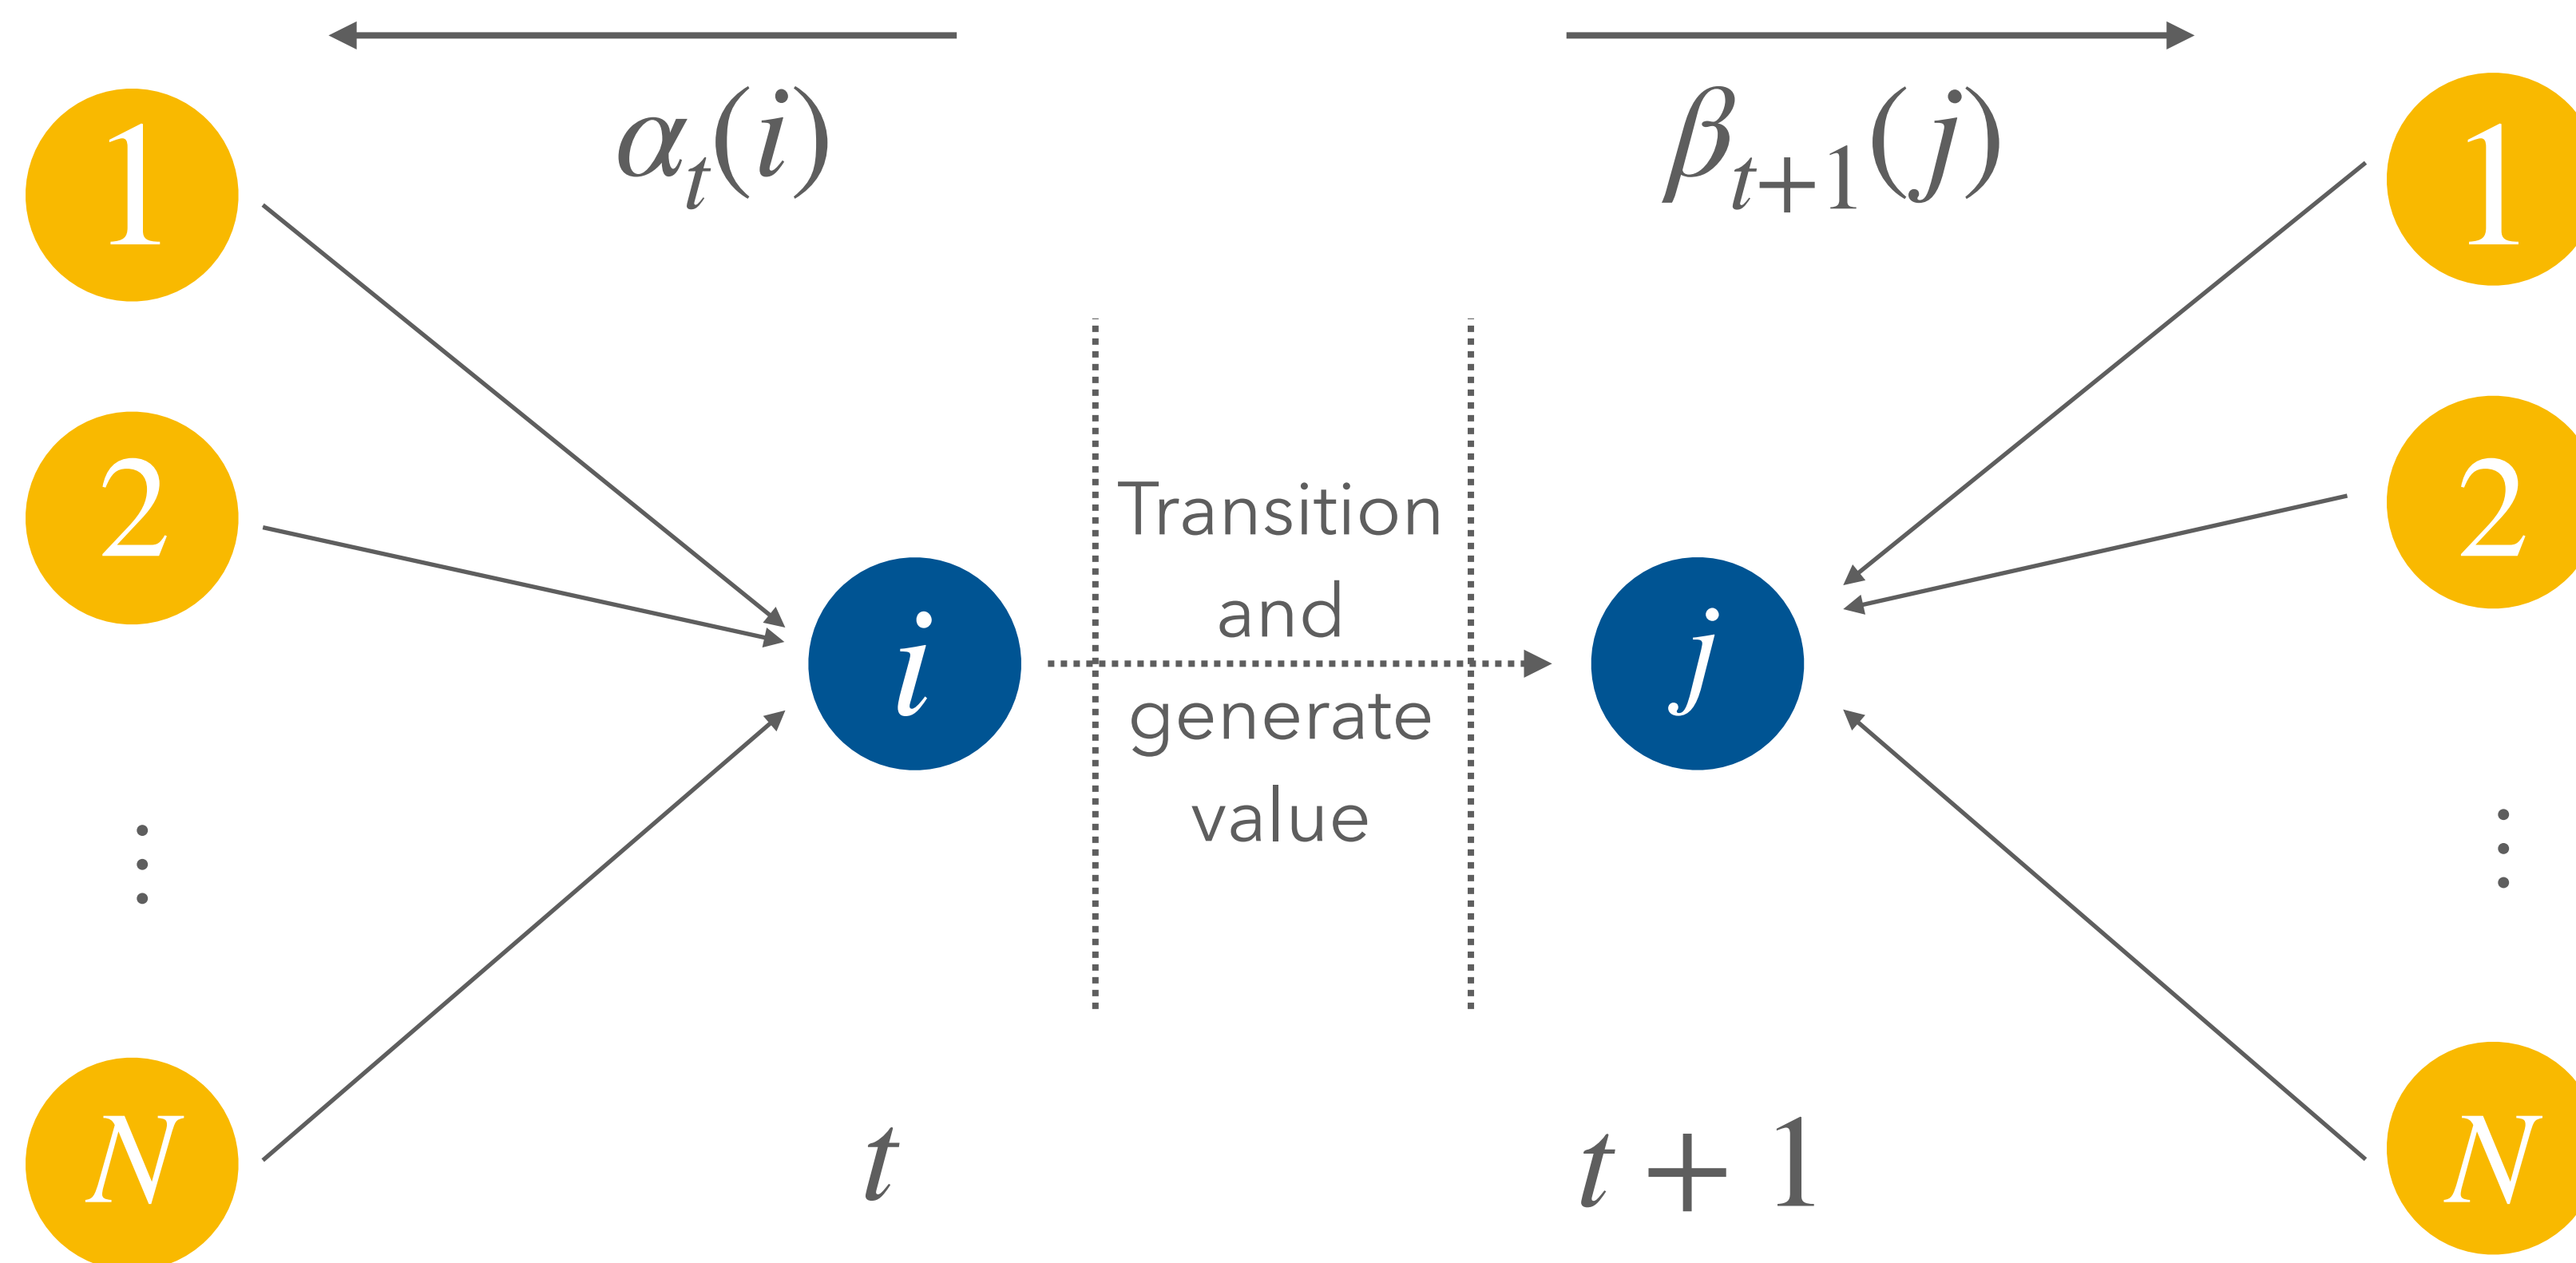 α_t(i)
β_{t+1}(j)
1
2
⋮
N
i
Transition
and
generate
value
j
1
2
⋮
N
t
t + 1